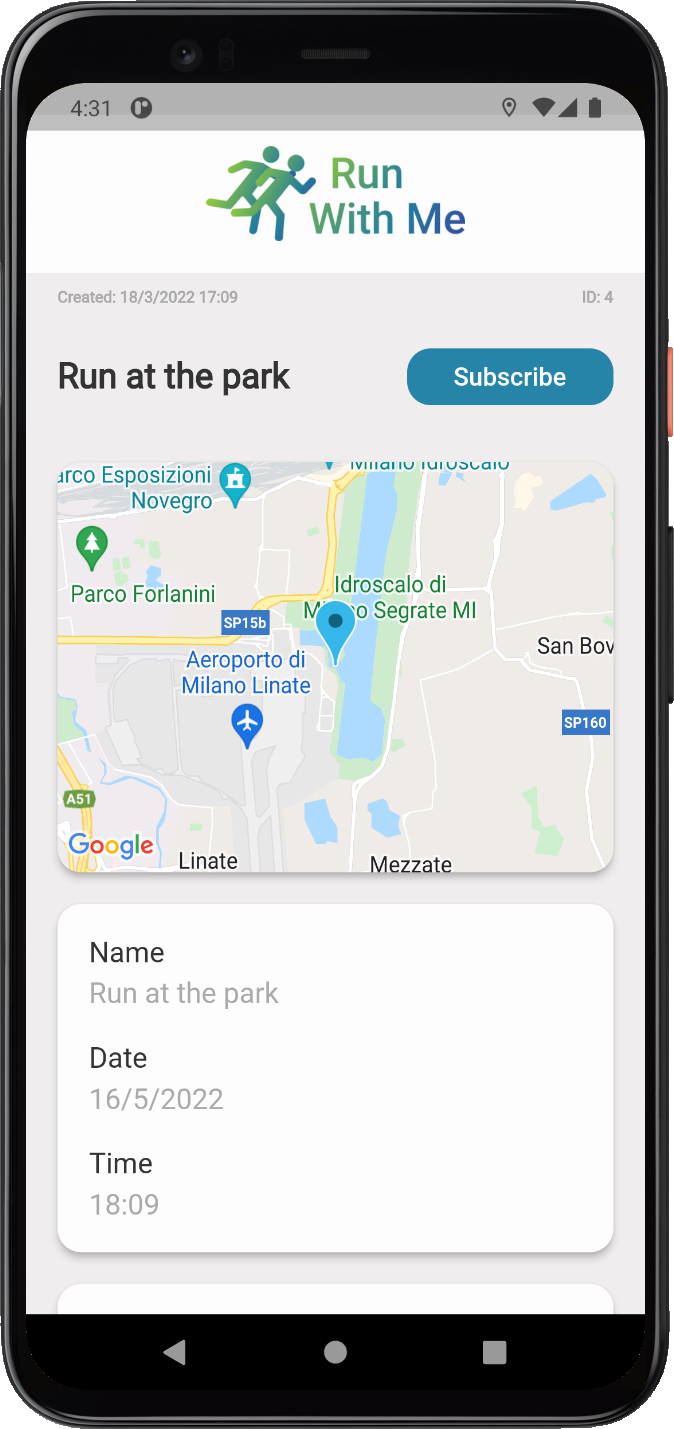 4:31
Run
With Me
Created: 18/3/2022 17:09
ID: 4
Run at the park
Subscribe
arco Esposizioni
Novegro
Milano Idroscalo
Parco Forlanini
Idroscalo di
M no Segrate MI
SP15b
San Bov
Aeroporto di
Milano Linate
SP160
A51
Google
Linate
Mezzate
Name
Run at the park
Date
16/5/2022
Time
18:09